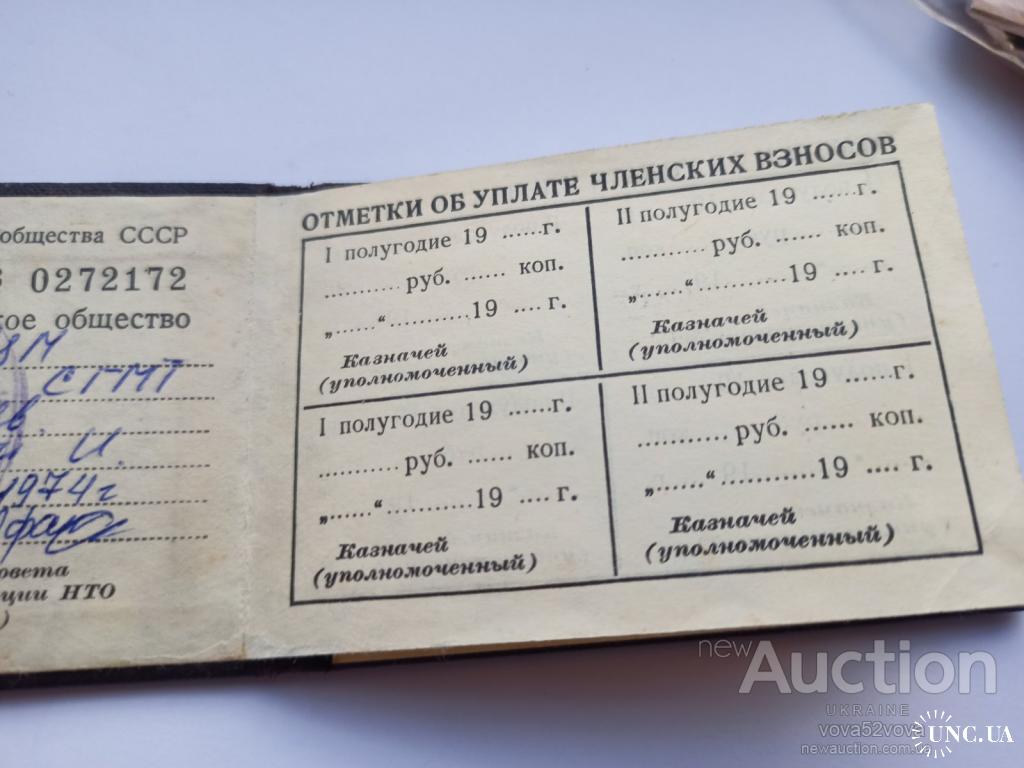 общества СССР
0272172
кое общество
СГМТ
И.
1974г
овета
ции НТО
)
ОТМЕТКИ ОБ УПЛАТЕ ЧЛЕНСКИХ ВЗНОСОВ
I полугодие 19 ......г.
........... руб. ...... коп.
„......“...........19 .... г.
Казначей
(уполномоченный)
II полугодие 19 ......г.
........... руб. ...... коп.
„......“...........19 .... г.
Казначей
(уполномоченный)
I полугодие 19 ......г.
........... руб. ...... коп.
„......“...........19 .... г.
Казначей
(уполномоченный)
II полугодие 19 ......г.
........... руб. ...... коп.
„......“...........19 .... г.
Казначей
(уполномоченный)
new Auction
UKRAINE
vova52vova
newauction.com.ua
UNC.UA